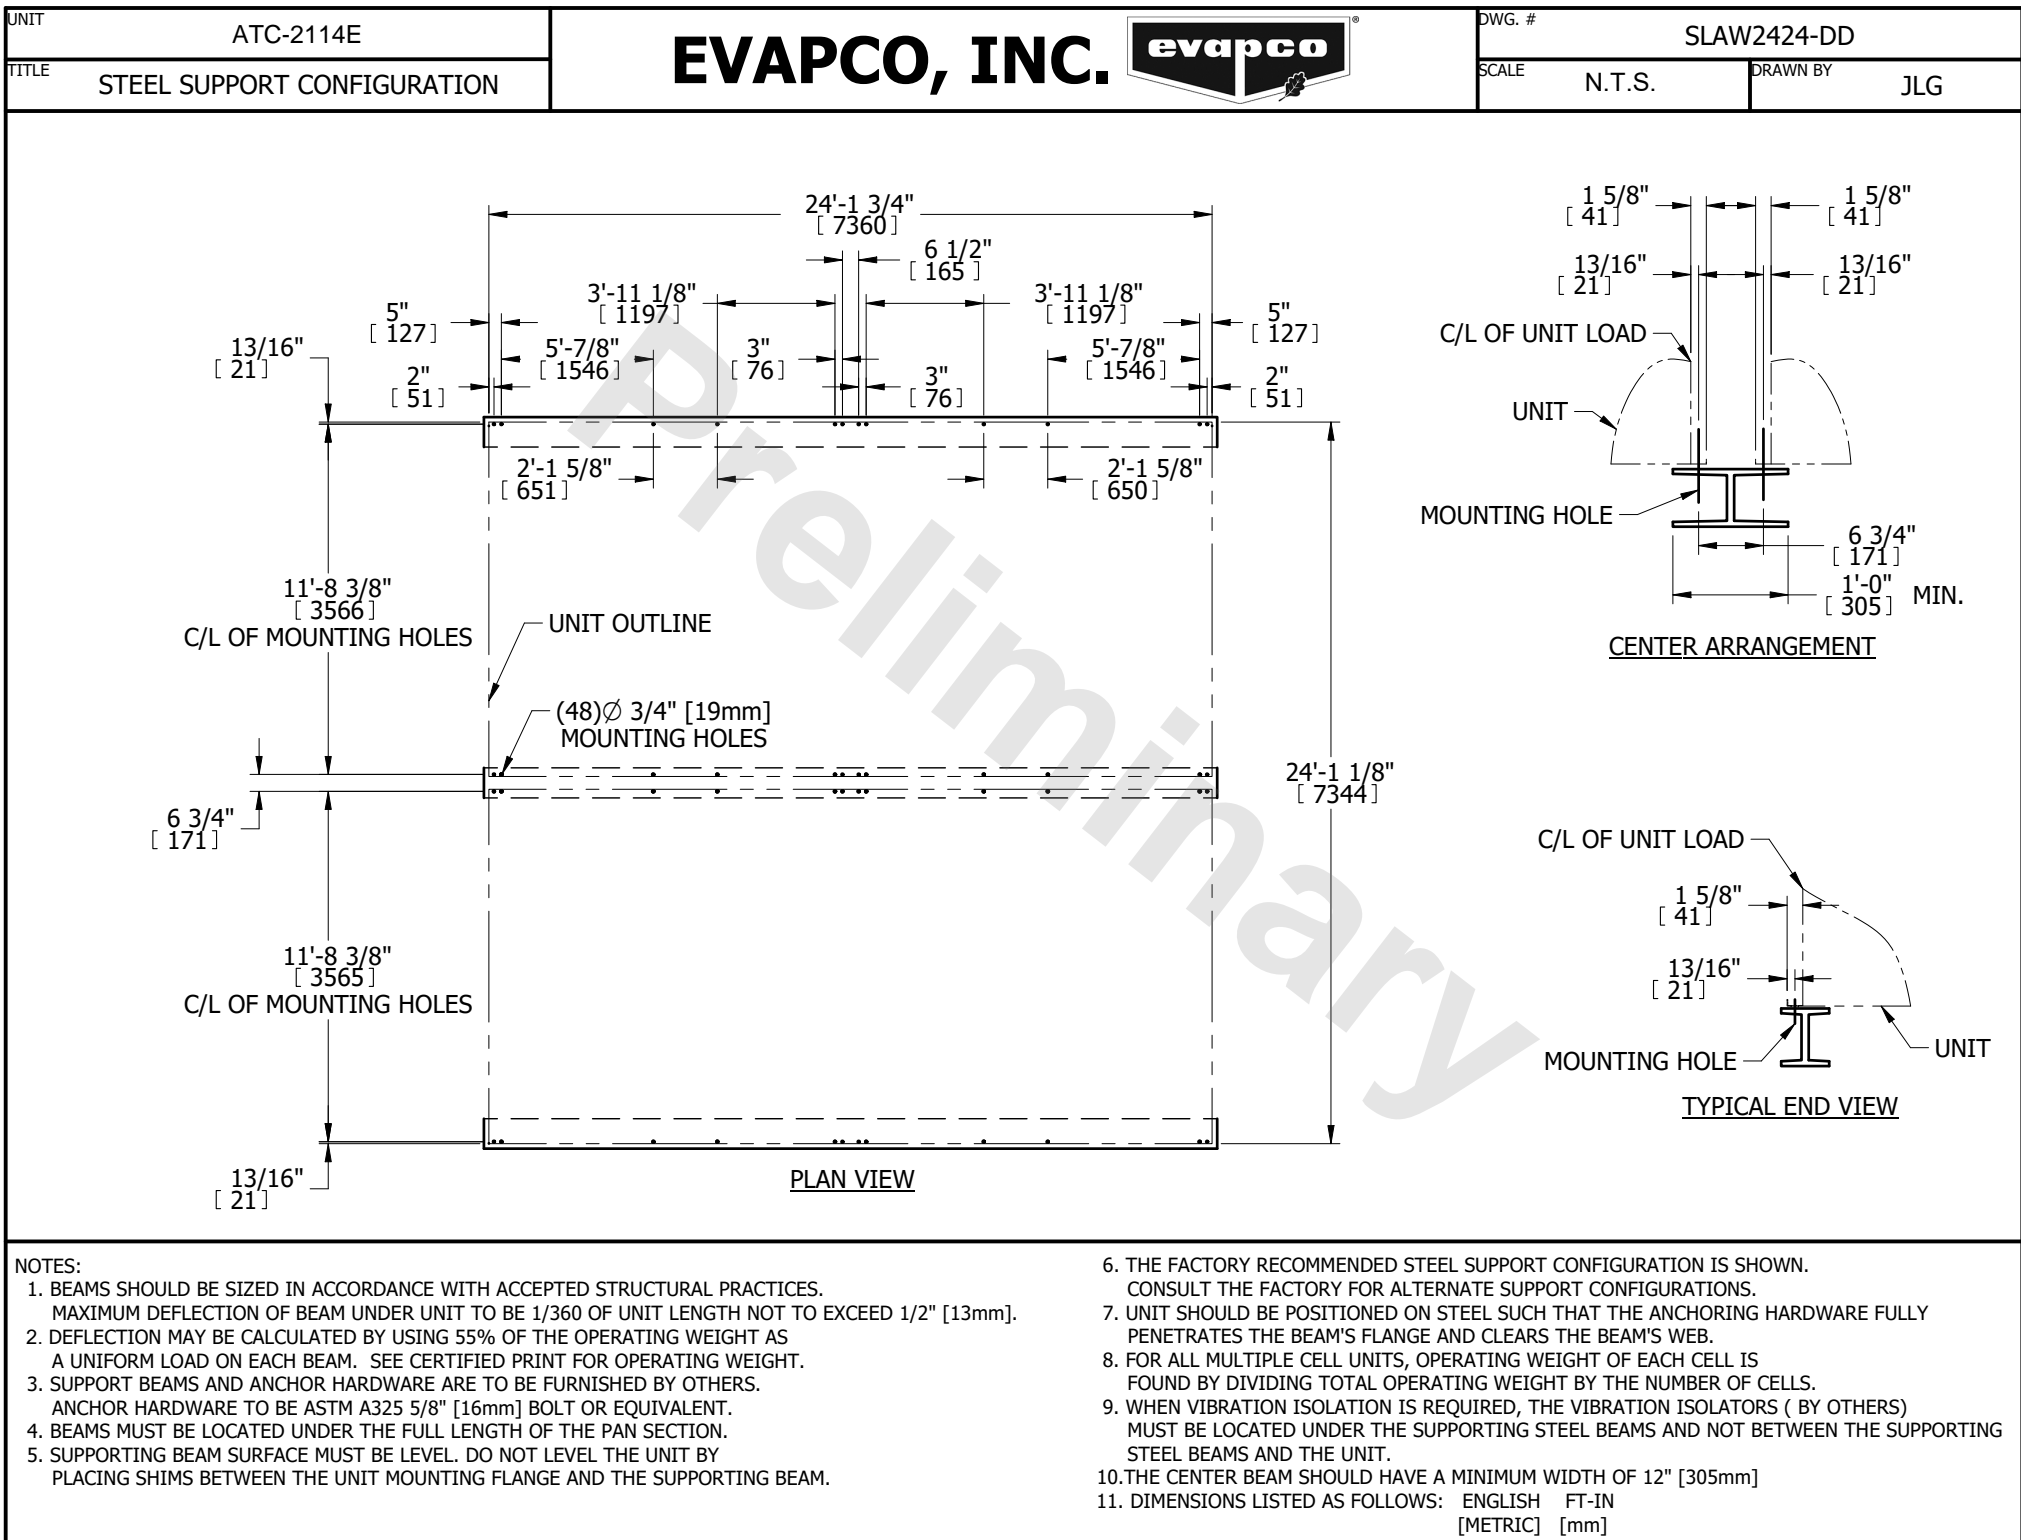 UNIT
ATC-2114E
TITLE
STEEL SUPPORT CONFIGURATION
EVAPCO, INC.
evapco
®
DWG. #
SLAW2424-DD
SCALE
N.T.S.
DRAWN BY
JLG
24'-1 3/4"
[ 7360 ]
6 1/2"
[ 165 ]
3'-11 1/8"
[ 1197 ]
3'-11 1/8"
[ 1197 ]
5"
[ 127 ]
5"
[ 127 ]
13/16"
[ 21 ]
5'-7/8"
[ 1546 ]
3"
[ 76 ]
5'-7/8"
[ 1546 ]
2"
[ 51 ]
3"
[ 76 ]
2"
[ 51 ]
2'-1 5/8"
[ 651 ]
2'-1 5/8"
[ 650 ]
11'-8 3/8"
[ 3566 ]
C/L OF MOUNTING HOLES
UNIT OUTLINE
(48)Ø 3/4" [19mm]
MOUNTING HOLES
6 3/4"
[ 171 ]
24'-1 1/8"
[ 7344 ]
11'-8 3/8"
[ 3565 ]
C/L OF MOUNTING HOLES
13/16"
[ 21 ]
PLAN VIEW
Preliminary
1 5/8"
[ 41 ]
1 5/8"
[ 41 ]
13/16"
[ 21 ]
13/16"
[ 21 ]
C/L OF UNIT LOAD
UNIT
MOUNTING HOLE
6 3/4"
[ 171 ]
1'-0"
[ 305 ] MIN.
CENTER ARRANGEMENT
C/L OF UNIT LOAD
1 5/8"
[ 41 ]
13/16"
[ 21 ]
MOUNTING HOLE
UNIT
TYPICAL END VIEW
NOTES:
1. BEAMS SHOULD BE SIZED IN ACCORDANCE WITH ACCEPTED STRUCTURAL PRACTICES.
MAXIMUM DEFLECTION OF BEAM UNDER UNIT TO BE 1/360 OF UNIT LENGTH NOT TO EXCEED 1/2" [13mm].
2. DEFLECTION MAY BE CALCULATED BY USING 55% OF THE OPERATING WEIGHT AS
A UNIFORM LOAD ON EACH BEAM. SEE CERTIFIED PRINT FOR OPERATING WEIGHT.
3. SUPPORT BEAMS AND ANCHOR HARDWARE ARE TO BE FURNISHED BY OTHERS.
ANCHOR HARDWARE TO BE ASTM A325 5/8" [16mm] BOLT OR EQUIVALENT.
4. BEAMS MUST BE LOCATED UNDER THE FULL LENGTH OF THE PAN SECTION.
5. SUPPORTING BEAM SURFACE MUST BE LEVEL. DO NOT LEVEL THE UNIT BY
PLACING SHIMS BETWEEN THE UNIT MOUNTING FLANGE AND THE SUPPORTING BEAM.
6. THE FACTORY RECOMMENDED STEEL SUPPORT CONFIGURATION IS SHOWN.
CONSULT THE FACTORY FOR ALTERNATE SUPPORT CONFIGURATIONS.
7. UNIT SHOULD BE POSITIONED ON STEEL SUCH THAT THE ANCHORING HARDWARE FULLY
PENETRATES THE BEAM'S FLANGE AND CLEARS THE BEAM'S WEB.
8. FOR ALL MULTIPLE CELL UNITS, OPERATING WEIGHT OF EACH CELL IS
FOUND BY DIVIDING TOTAL OPERATING WEIGHT BY THE NUMBER OF CELLS.
9. WHEN VIBRATION ISOLATION IS REQUIRED, THE VIBRATION ISOLATORS ( BY OTHERS)
MUST BE LOCATED UNDER THE SUPPORTING STEEL BEAMS AND NOT BETWEEN THE SUPPORTING
STEEL BEAMS AND THE UNIT.
10.THE CENTER BEAM SHOULD HAVE A MINIMUM WIDTH OF 12" [305mm]
11. DIMENSIONS LISTED AS FOLLOWS: ENGLISH FT-IN
[METRIC] [mm]